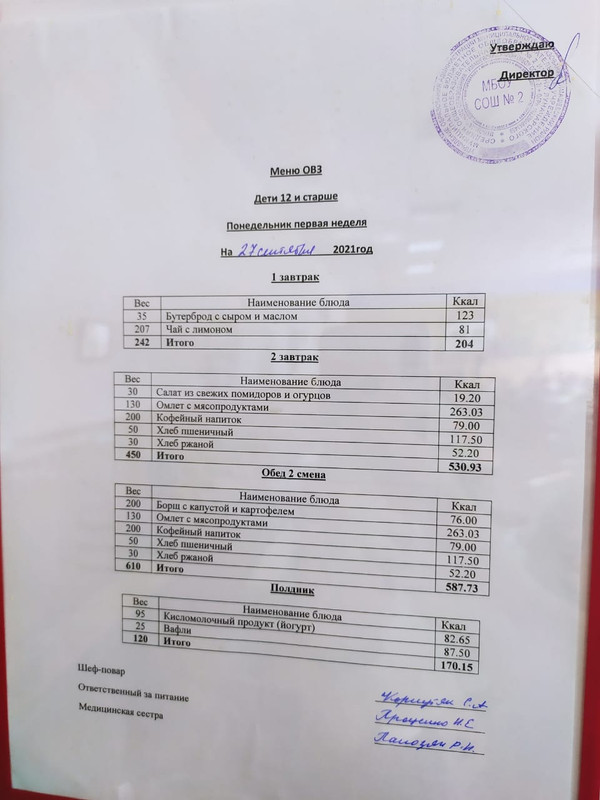 Утверждаю
Директор
МБОУ
СОШ № 2
Меню ОВЗ
Дети 12 и старше
Понедельник первая неделя
На 27 сентября 2021год
1 завтрак
Вес Наименование блюда Ккал
35 Бутерброд с сыром и маслом 123
207 Чай с лимоном 81
242 Итого 204
2 завтрак
Вес Наименование блюда Ккал
30 Салат из свежих помидоров и огурцов 19.20
130 Омлет с мясопродуктами 263.03
200 Кофейный напиток 79.00
50 Хлеб пшеничный 117.50
30 Хлеб ржаной 52.20
450 Итого 530.93
Обед 2 смена
Вес Наименование блюда Ккал
200 Борщ с капустой и картофелем 76.00
130 Омлет с мясопродуктами 263.03
200 Кофейный напиток 79.00
50 Хлеб пшеничный 117.50
30 Хлеб ржаной 52.20
610 Итого 587.73
Полдник
Вес Наименование блюда Ккал
95 Кисломолочный продукт (йогурт) 82.65
25 Вафли 87.50
120 Итого 170.15
Шеф-повар С.А
Ответственный за питание Проценко Н.Е
Медицинская сестра Папоян Р.Н.